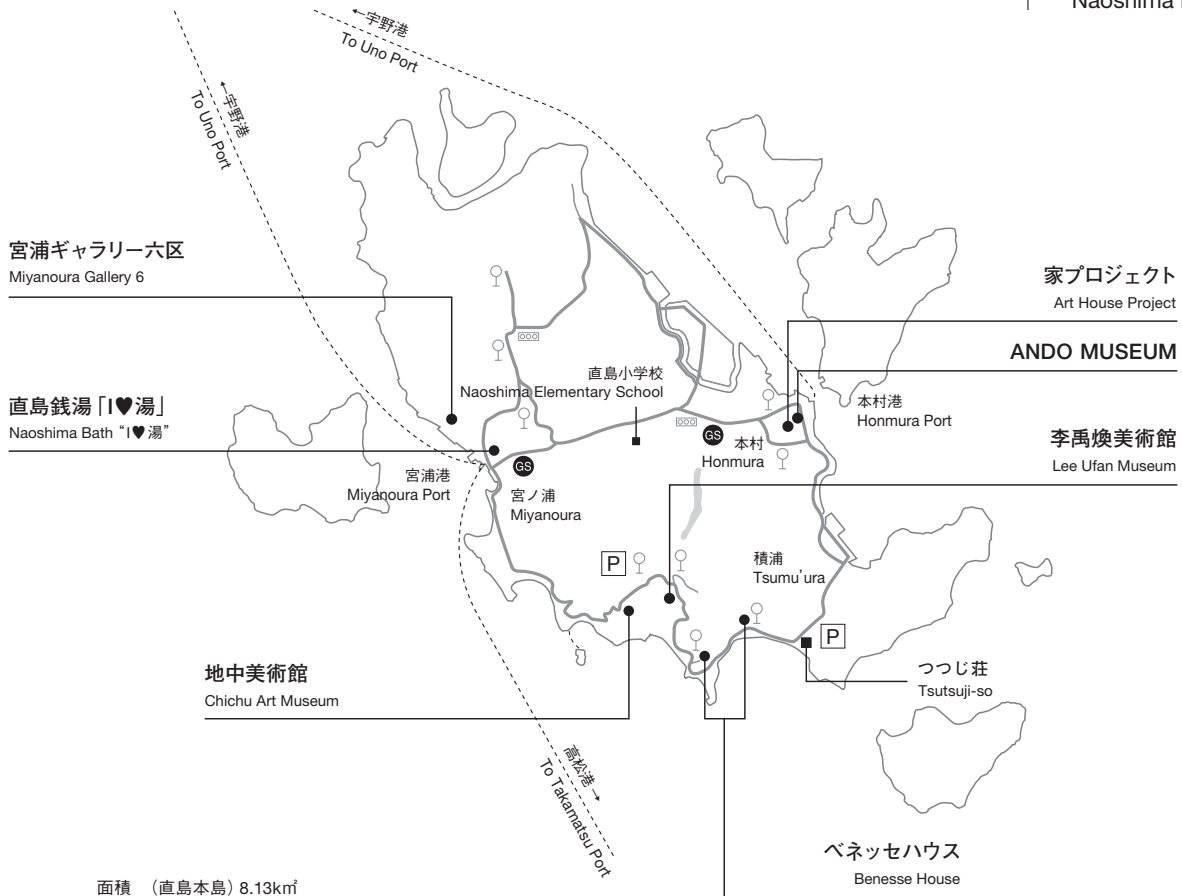 Naoshima
←宇野港
To Uno Port
←宇野港
To Uno Port
宮浦ギャラリー六区
Miyanoura Gallery 6
家プロジェクト
Art House Project
ANDO MUSEUM
直島小学校
Naoshima Elementary School
本村港
Honmura Port
直島銭湯「I♥湯」
Naoshima Bath “I♥湯”
GS
本村
Honmura
李禹煥美術館
Lee Ufan Museum
宮浦港
Miyanoura Port
GS
宮ノ浦
Miyanoura
P
積浦
Tsumu'ura
P
地中美術館
Chichu Art Museum
つつじ荘
Tsutsuji-so
高松港→
To Takamatsu Port
ベネッセハウス
Benesse House
面積 (直島本島) 8.13k㎡